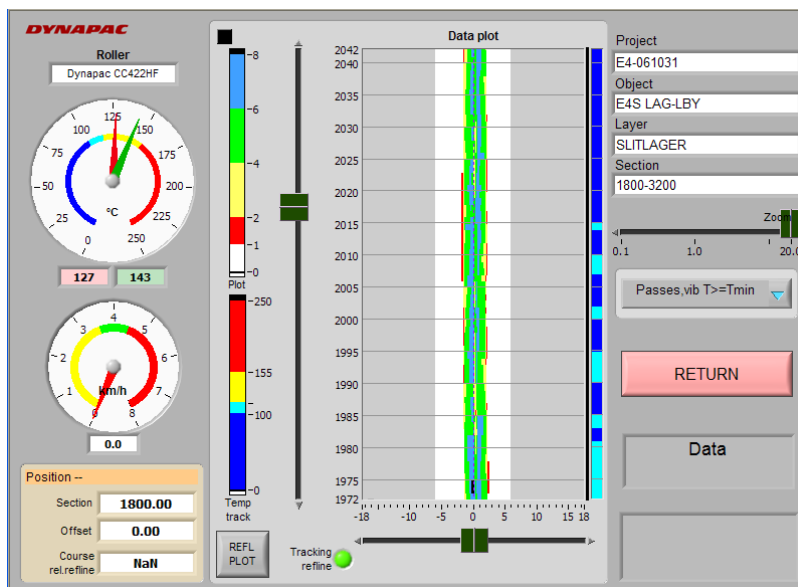 DYNAPAC
Roller
Dynapac CC422HF
0
25
50
75
100
125
150
175
200
225
250
°C
127
143
0
1
2
3
4
5
6
7
8
km/h
0.0
Position --
Section
1800.00
Offset
0.00
Course
rel.refline
NaN
8
6
4
2
1
0
Plot
250
155
100
0
Temp
track
REFL
PLOT
Data plot
2042
2040
2035
2030
2025
2020
2015
2010
2005
2000
1995
1990
1985
1980
1975
1972
-18
-10
-5
0
5
10
15
18
Tracking
refline
Project
E4-061031
Object
E4S LAG-LBY
Layer
SLITLAGER
Section
1800-3200
Zoom
0.1
1.0
20.0
Passes,vib T>=Tmin
RETURN
Data